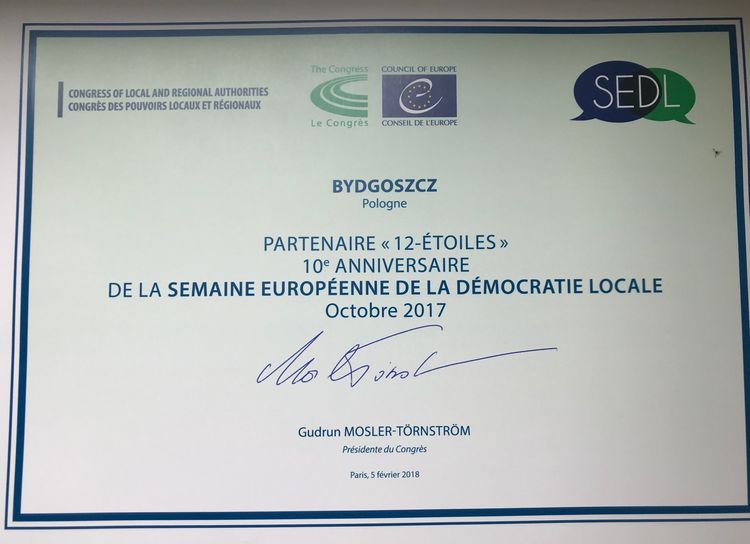 CONGRESS OF LOCAL AND REGIONAL AUTHORITIES
CONGRÈS DES POUVOIRS LOCAUX ET RÉGIONAUX
The Congress
Le Congrès
COUNCIL OF EUROPE
CONSEIL DE L'EUROPE
SEDL
BYDGOSZCZ
Pologne
PARTENAIRE « 12-ÉTOILES »
10e ANNIVERSAIRE
DE LA SEMAINE EUROPÉENNE DE LA DÉMOCRATIE LOCALE
Octobre 2017
Gudrun MOSLER-TÖRNSTRÖM
Présidente du Congrès
Paris, 5 février 2018